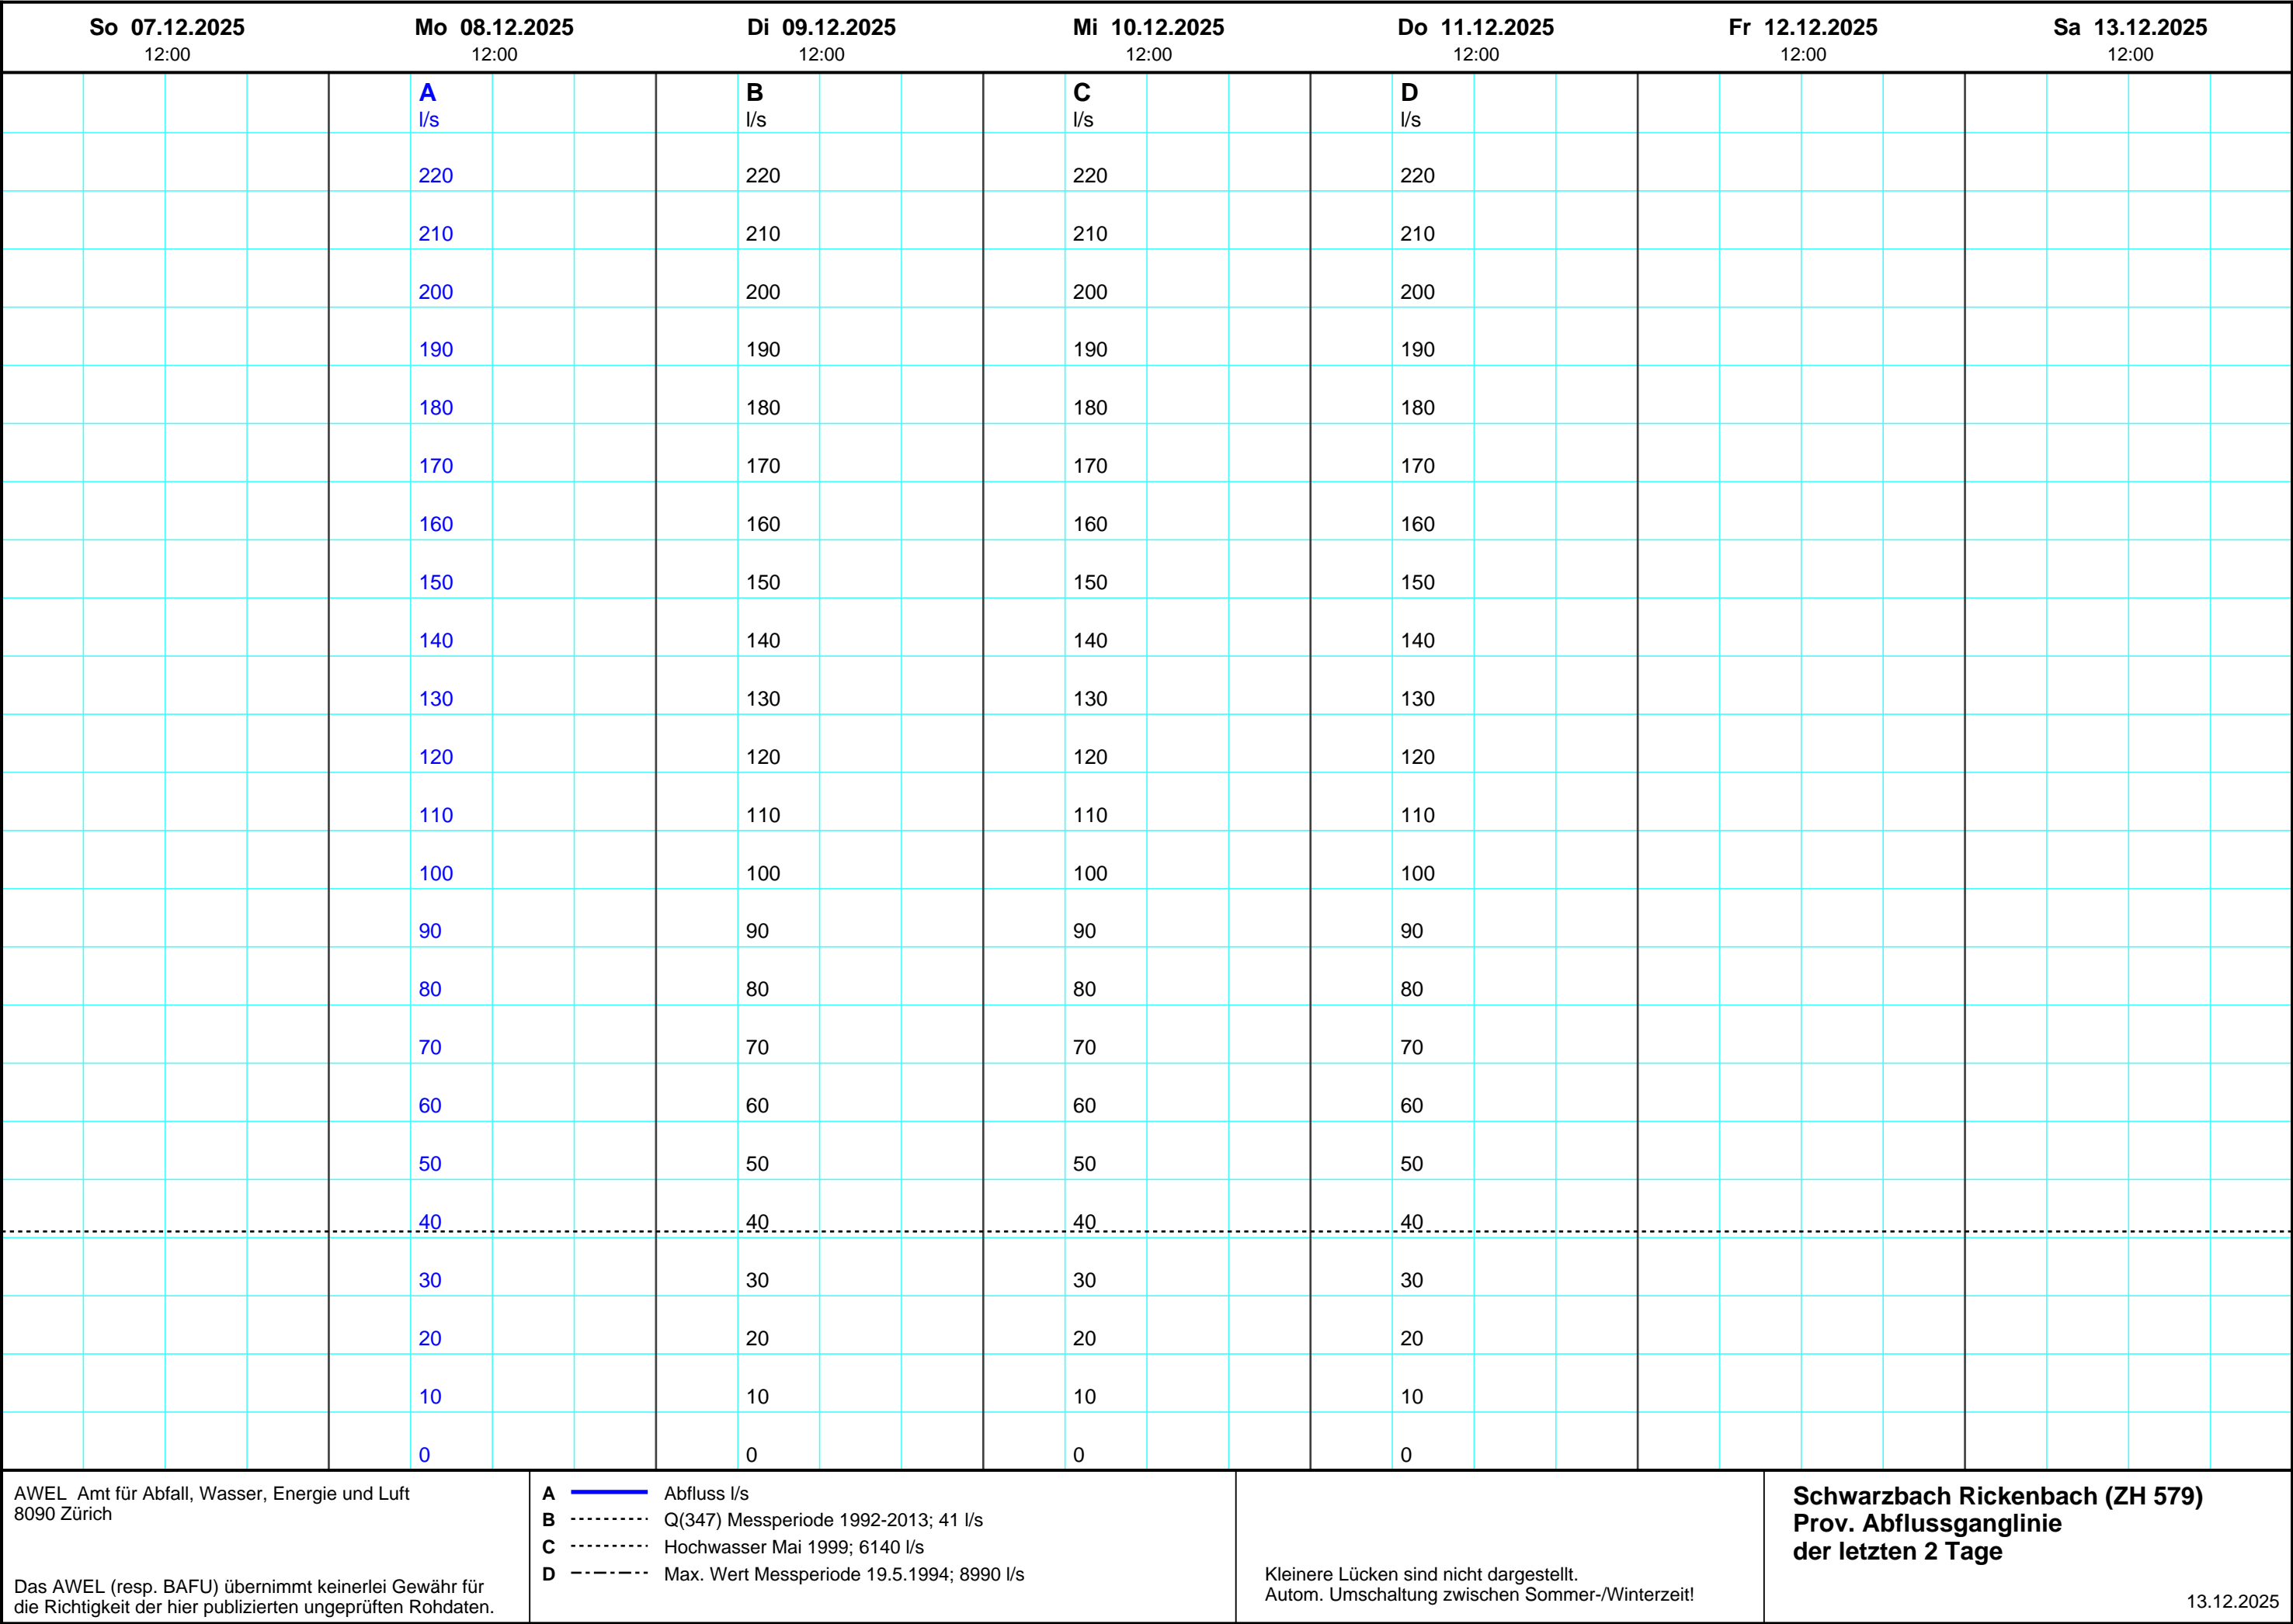 So 07.12.2025 Mo 08.12.2025 Di 09.12.2025 Mi 10.12.2025 Do 11.12.2025 Fr 12.12.2025 Sa 13.12.2025
12:00 12:00 12:00 12:00 12:00 12:00 12:00
A B C D
l/s l/s l/s l/s
220 220 220 220
210 210 210 210
200 200 200 200
190 190 190 190
180 180 180 180
170 170 170 170
160 160 160 160
150 150 150 150
140 140 140 140
130 130 130 130
120 120 120 120
110 110 110 110
100 100 100 100
90 90 90 90
80 80 80 80
70 70 70 70
60 60 60 60
50 50 50 50
40 40 40 40
30 30 30 30
20 20 20 20
10 10 10 10
0 0 0 0
AWEL Amt für Abfall, Wasser, Energie und Luft
8090 Zürich
Das AWEL (resp. BAFU) übernimmt keinerlei Gewähr für
die Richtigkeit der hier publizierten ungeprüften Rohdaten.
A Abfluss l/s
B Q(347) Messperiode 1992-2013; 41 l/s
C Hochwasser Mai 1999; 6140 l/s
D Max. Wert Messperiode 19.5.1994; 8990 l/s
Kleinere Lücken sind nicht dargestellt.
Autom. Umschaltung zwischen Sommer-/Winterzeit!
Schwarzbach Rickenbach (ZH 579)
Prov. Abflussganglinie
der letzten 2 Tage
13.12.2025